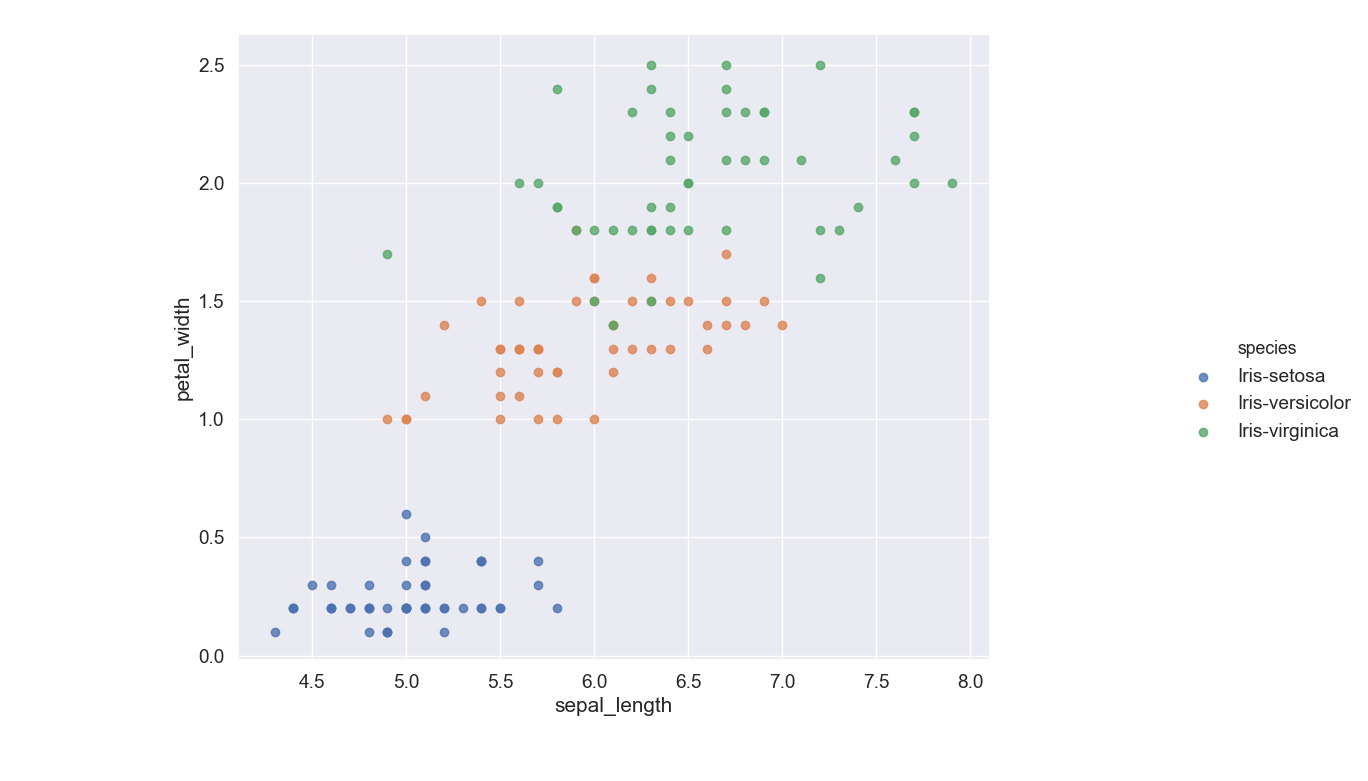 2.5
2.0
1.5
1.0
0.5
0.0
petal_width
4.5 5.0 5.5 6.0 6.5 7.0 7.5 8.0
sepal_length
species
Iris-setosa
Iris-versicolor
Iris-virginica